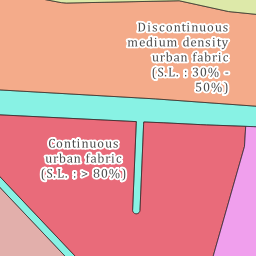 Discontinuous
medium density
urban fabric
(S.L. : 30% -
50%)
Continuous
urban fabric
(S.L. : > 80%)